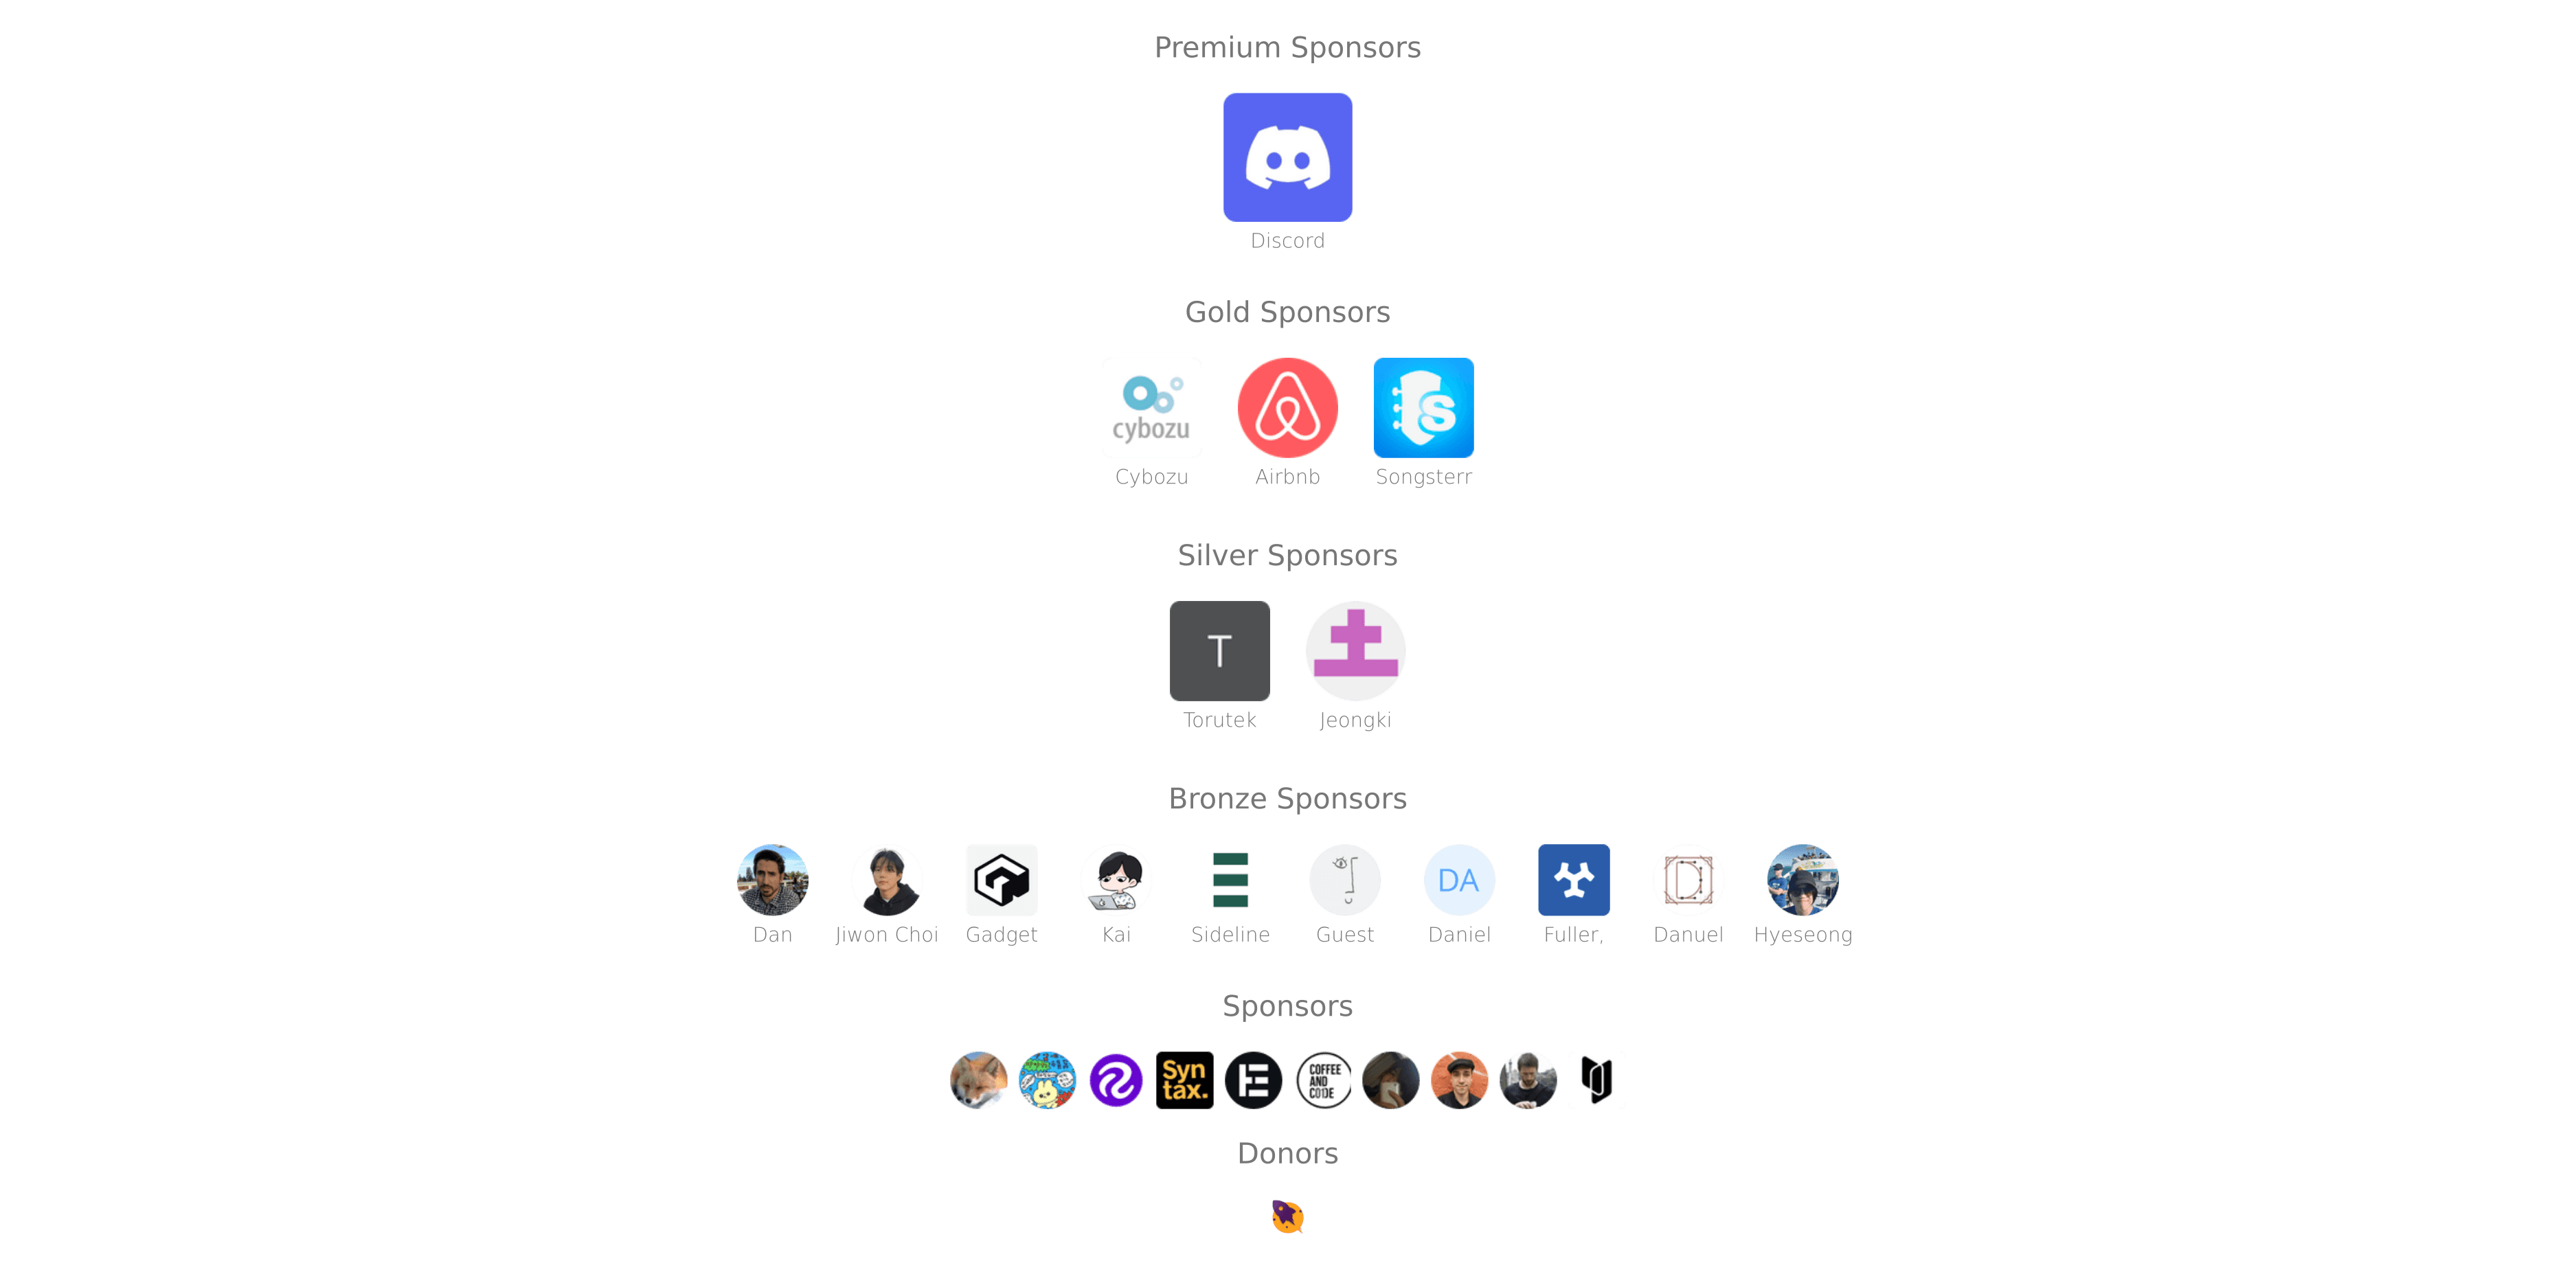 Premium Sponsors
Discord
Gold Sponsors
cybozu
S
Cybozu Airbnb Songsterr
Silver Sponsors
T
Torutek Jeongki
Bronze Sponsors
DA
Dan Jiwon Choi Gadget Kai Sideline Guest Daniel Fuller, Danuel Hyeseong
Sponsors
Syn
tax.
COFFEE
AND
CODE
Donors